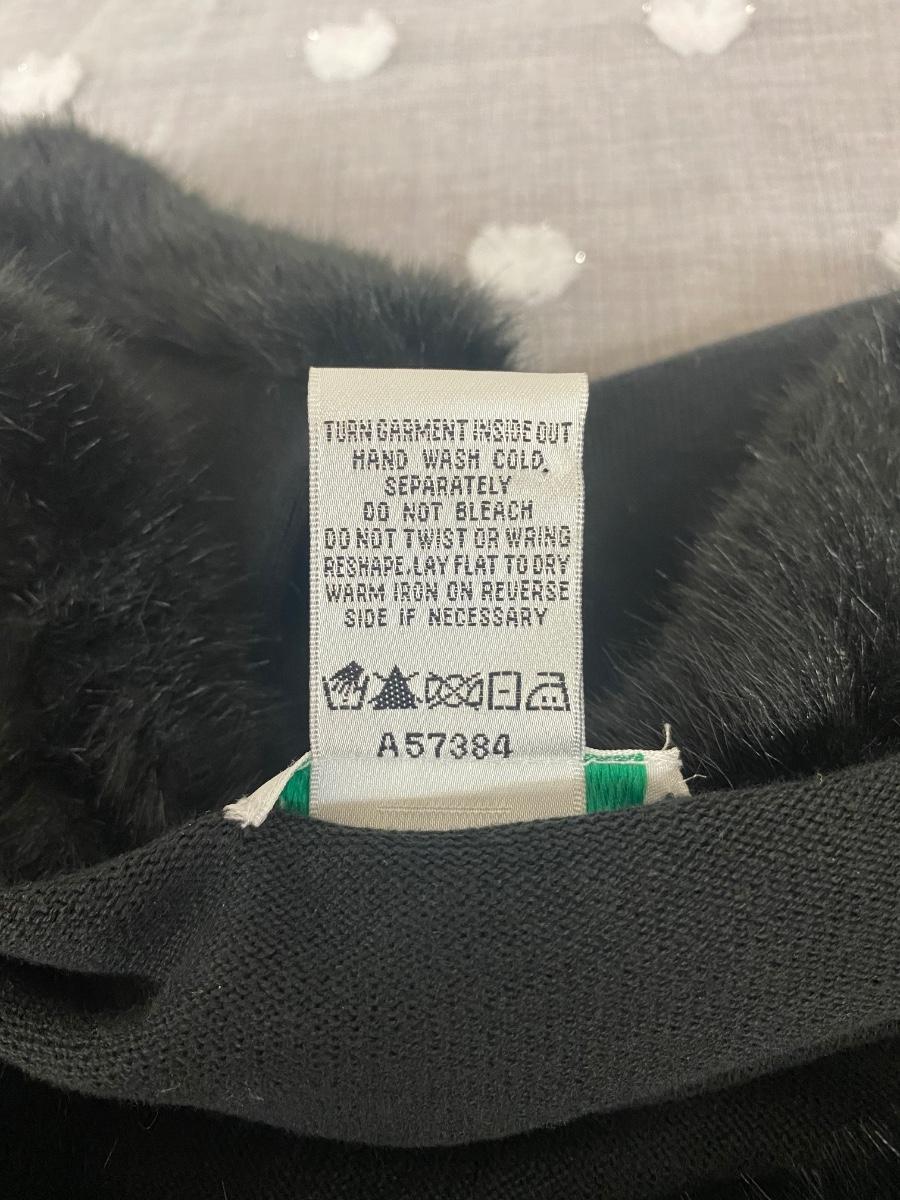 TURN GARMENT INSIDE OUT
HAND WASH COLD,
SEPARATELY
DO NOT BLEACH
DO NOT TWIST OR WRING
RESHAPE, LAY FLAT TO DRY
WARM IRON ON REVERSE
SIDE IF NECESSARY
A57384